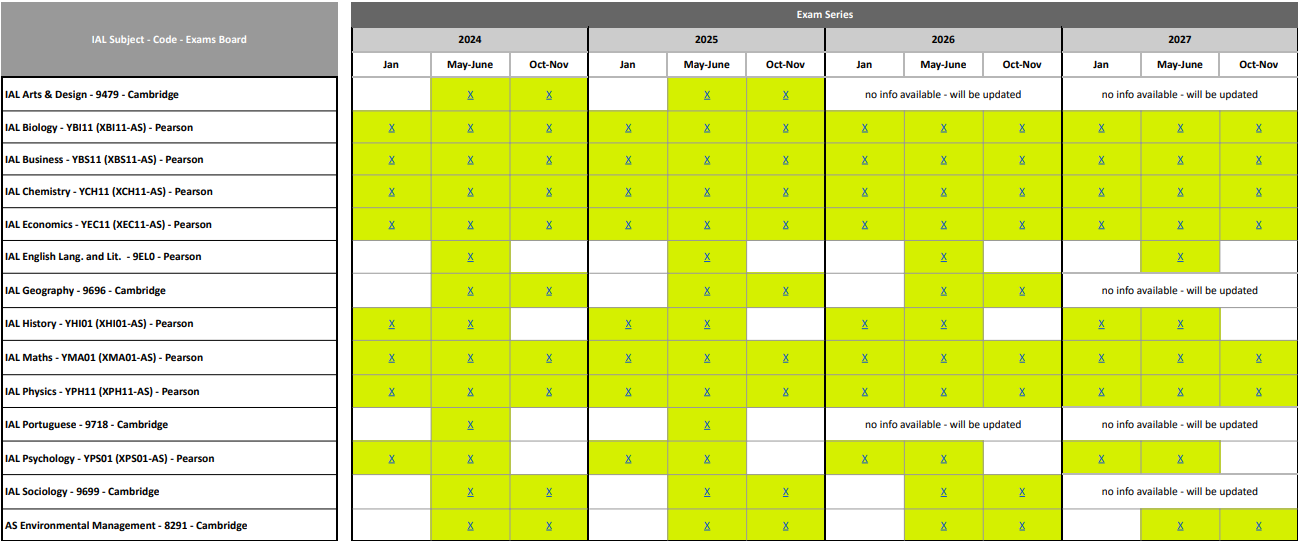 Exam Series
IAL Subject - Code - Exams Board
2024 2025 2026 2027
Jan May-June Oct-Nov Jan May-June Oct-Nov Jan May-June Oct-Nov Jan May-June Oct-Nov
IAL Arts & Design - 9479 - Cambridge X X X X no info available - will be updated no info available - will be updated
IAL Biology - YBI11 (XBI11-AS) - Pearson X X X X X X X X X X X X
IAL Business - YBS11 (XBS11-AS) - Pearson X X X X X X X X X X X X
IAL Chemistry - YCH11 (XCH11-AS) - Pearson X X X X X X X X X X X X
IAL Economics - YEC11 (XEC11-AS) - Pearson X X X X X X X X X X X X
IAL English Lang. and Lit. - 9EL0 - Pearson X X X X
IAL Geography - 9696 - Cambridge X X X X X X no info available - will be updated
IAL History - YHI01 (XHI01-AS) - Pearson X X X X X X X X
IAL Maths - YMA01 (XMA01-AS) - Pearson X X X X X X X X X X X X
IAL Physics - YPH11 (XPH11-AS) - Pearson X X X X X X X X X X X X
IAL Portuguese - 9718 - Cambridge X X no info available - will be updated no info available - will be updated
IAL Psychology - YPS01 (XPS01-AS) - Pearson X X X X X X X X
IAL Sociology - 9699 - Cambridge X X X X X X no info available - will be updated
AS Environmental Management - 8291 - Cambridge X X X X X X X X